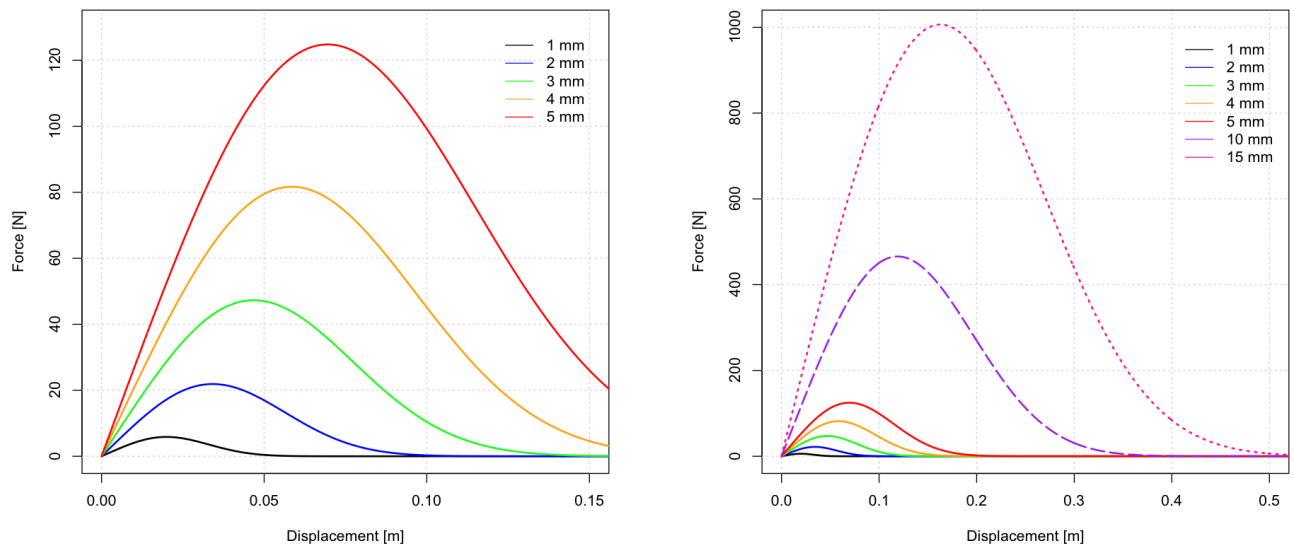 120
100
80
60
40
20
0
Force [N]
0.00
0.05
0.10
0.15
Displacement [m]
1 mm
2 mm
3 mm
4 mm
5 mm
1000
800
600
400
200
0
Force [N]
0.0
0.1
0.2
0.3
0.4
0.5
Displacement [m]
1 mm
2 mm
3 mm
4 mm
5 mm
10 mm
15 mm